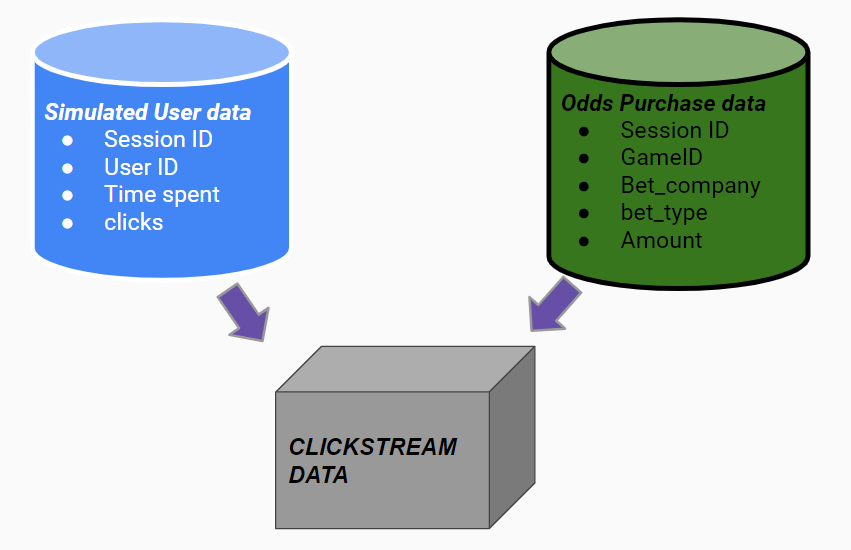 Simulated User data
● Session ID
● User ID
● Time spent
● clicks
Odds Purchase data
● Session ID
● GameID
● Bet_company
● bet_type
● Amount
CLICKSTREAM
DATA